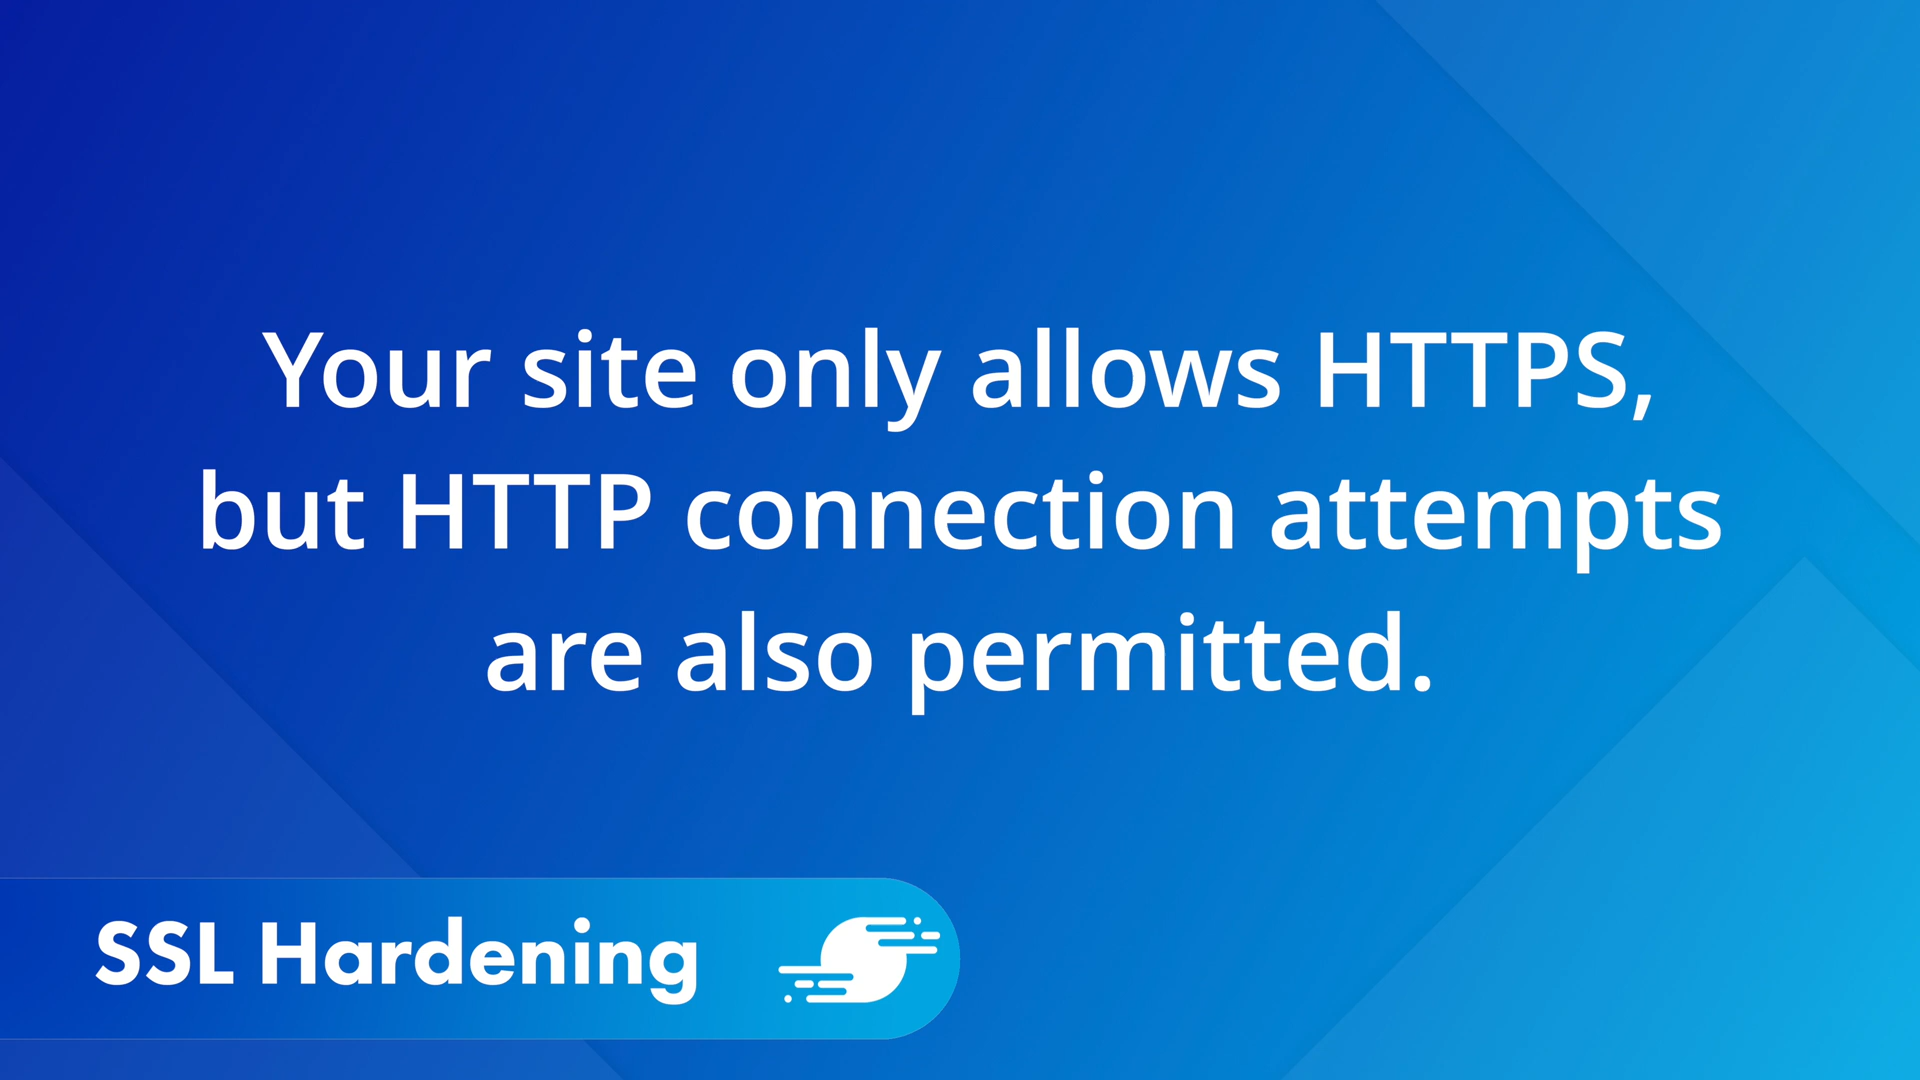 Your site only allows HTTPS,
but HTTP connection attempts
are also permitted.
SSL Hardening